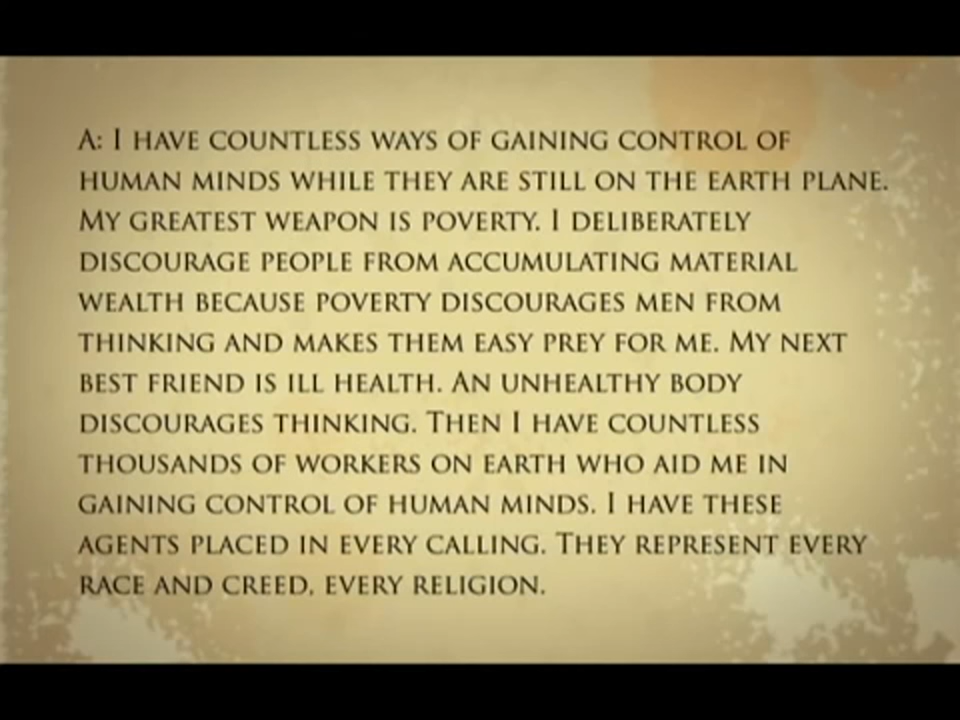 A: I HAVE COUNTLESS WAYS OF GAINING CONTROL OF
HUMAN MINDS WHILE THEY ARE STILL ON THE EARTH PLANE.
MY GREATEST WEAPON IS POVERTY. I DELIBERATELY
DISCOURAGE PEOPLE FROM ACCUMULATING MATERIAL
WEALTH BECAUSE POVERTY DISCOURAGES MEN FROM
THINKING AND MAKES THEM EASY PREY FOR ME. MY NEXT
BEST FRIEND IS ILL HEALTH. AN UNHEALTHY BODY
DISCOURAGES THINKING. THEN I HAVE COUNTLESS
THOUSANDS OF WORKERS ON EARTH WHO AID ME IN
GAINING CONTROL OF HUMAN MINDS. I HAVE THESE
AGENTS PLACED IN EVERY CALLING. THEY REPRESENT EVERY
RACE AND CREED, EVERY RELIGION.